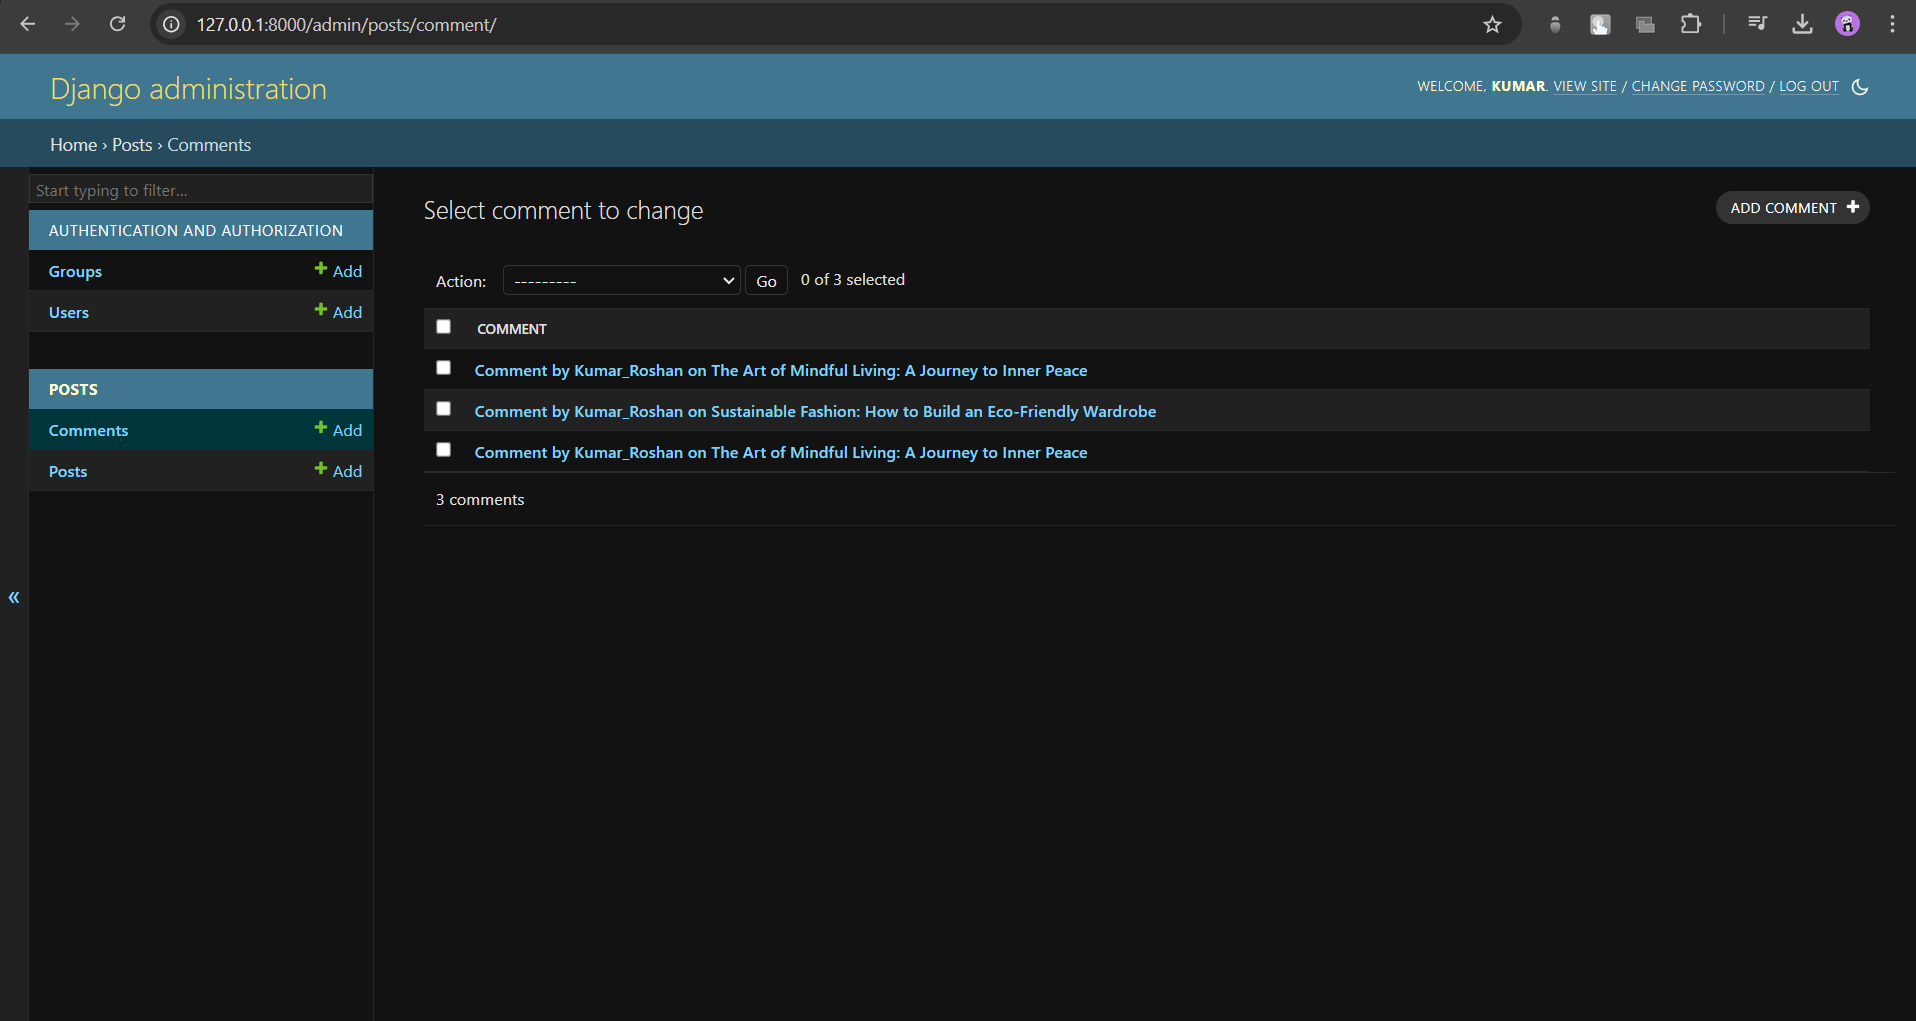 127.0.0.1:8000/admin/posts/comment/
Django administration
WELCOME, KUMAR. VIEW SITE / CHANGE PASSWORD / LOG OUT
Home › Posts › Comments
Start typing to filter...
AUTHENTICATION AND AUTHORIZATION
Groups
+ Add
Users
+ Add
POSTS
Comments
+ Add
Posts
+ Add
«
Select comment to change
ADD COMMENT +
Action: --------- Go 0 of 3 selected
COMMENT
Comment by Kumar_Roshan on The Art of Mindful Living: A Journey to Inner Peace
Comment by Kumar_Roshan on Sustainable Fashion: How to Build an Eco-Friendly Wardrobe
Comment by Kumar_Roshan on The Art of Mindful Living: A Journey to Inner Peace
3 comments